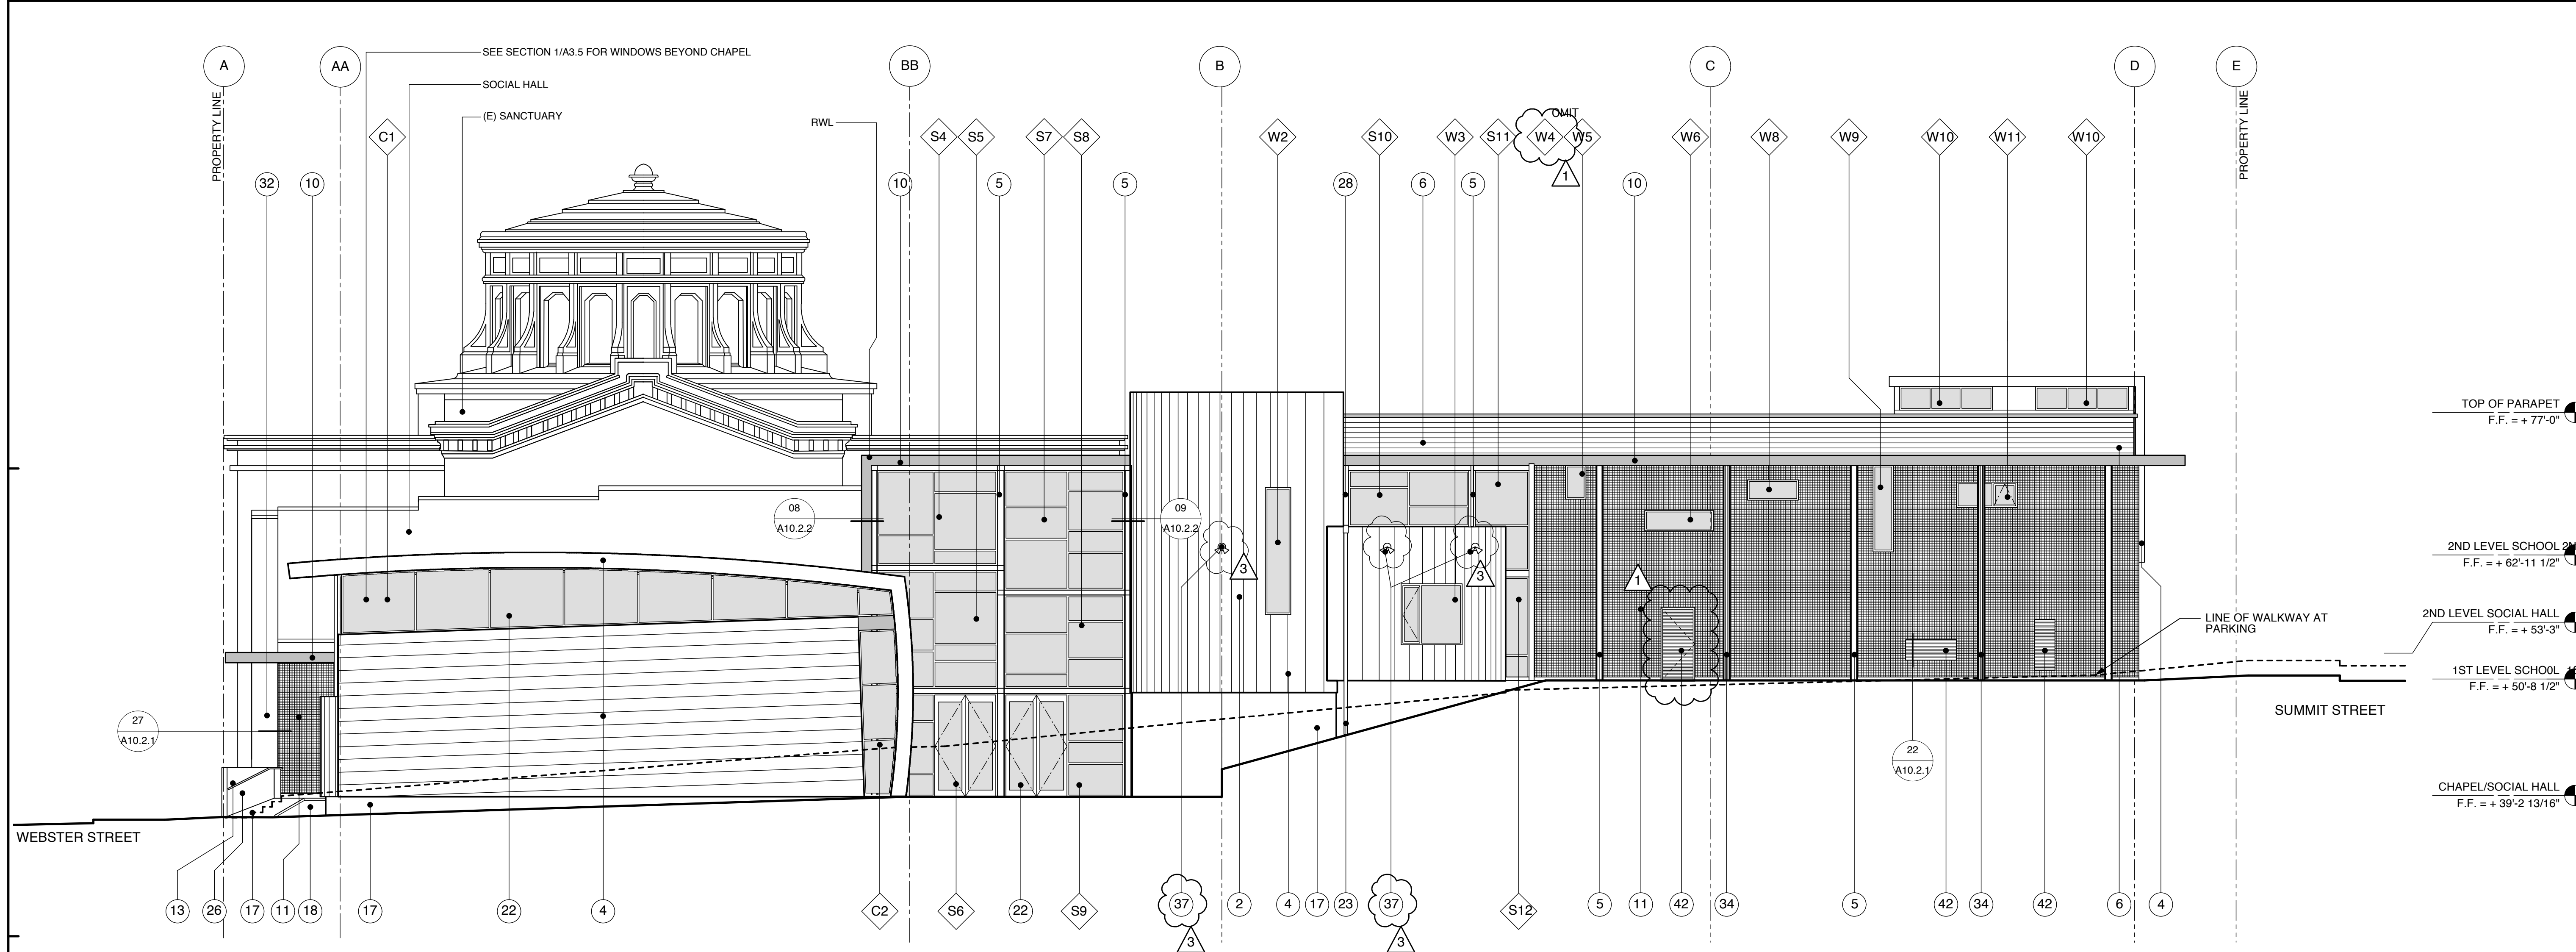 A
AA
BB
B
C
D
E
SEE SECTION 1/A3.5 FOR WINDOWS BEYOND CHAPEL
SOCIAL HALL
(E) SANCTUARY
RWL
PROPERTY LINE
PROPERTY LINE
OMIT
C1
S4
S5
S7
S8
W2
S10
W3
S11
W4
W5
W6
W8
W9
W10
W11
W10
1
32
10
10
5
5
28
6
5
10
TOP OF PARAPET
F.F. = + 77'-0"
08
A10.2.2
09
A10.2.2
3
3
1
2ND LEVEL SCHOOL
F.F. = + 62'-11 1/2"
LINE OF WALKWAY AT
PARKING
2ND LEVEL SOCIAL HALL
F.F. = + 53'-3"
1ST LEVEL SCHOOL
F.F. = + 50'-8 1/2"
SUMMIT STREET
27
A10.2.1
22
A10.2.1
CHAPEL/SOCIAL HALL
F.F. = + 39'-2 13/16"
WEBSTER STREET
13
26
17
11
18
17
22
4
C2
S6
22
S9
37
2
4
17
23
37
S12
5
11
42
34
5
42
34
42
6
4
3
3